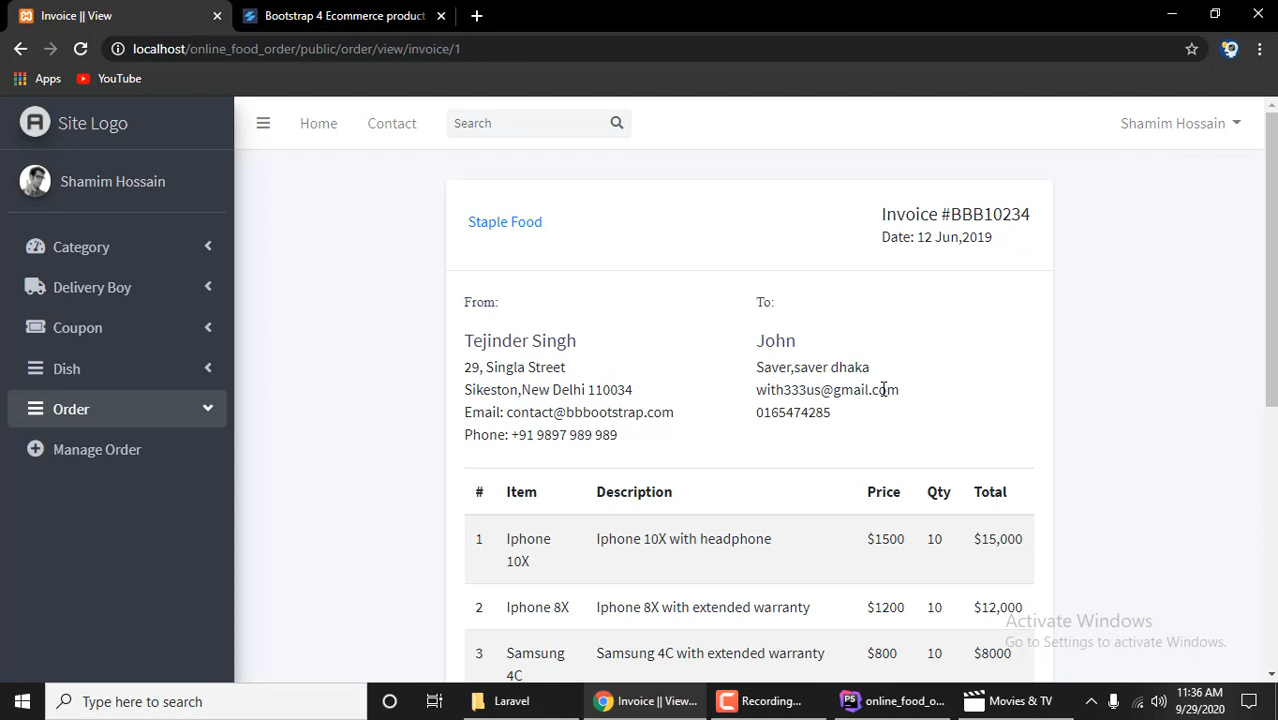 Invoice || View
Bootstrap 4 Ecommerce product
localhost/online_food_order/public/order/view/invoice/1
Apps
YouTube
Site Logo
Home
Contact
Search
Shamim Hossain
Shamim Hossain
Category
Delivery Boy
Coupon
Dish
Order
Manage Order
Staple Food
Invoice #BBB10234
Date: 12 Jun,2019
From:
To:
Tejinder Singh
John
29, Singla Street
Saver,saver dhaka
Sikeston,New Delhi 110034
with333us@gmail.com
Email: contact@bbbootstrap.com
0165474285
Phone: +91 9897 989 989
# Item Description Price Qty Total
1 Iphone 10X Iphone 10X with headphone $1500 10 $15,000
2 Iphone 8X Iphone 8X with extended warranty $1200 10 $12,000
3 Samsung 4C Samsung 4C with extended warranty $800 10 $8000
Activate Windows
Go to Settings to activate Windows.
Type here to search
Laravel
Invoice || View...
Recording...
PS
online_food_o...
Movies & TV
11:36 AM
9/29/2020